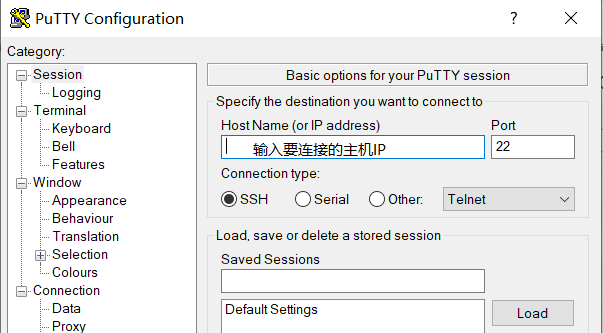 PuTTY Configuration
?
Category:
Session
Logging
Terminal
Keyboard
Bell
Features
Window
Appearance
Behaviour
Translation
Selection
Colours
Connection
Data
Proxy
Basic options for your PuTTY session
Specify the destination you want to connect to
Host Name (or IP address) Port
输入要连接的主机IP 22
Connection type:
SSH Serial Other: Telnet
Load, save or delete a stored session
Saved Sessions
Default Settings Load